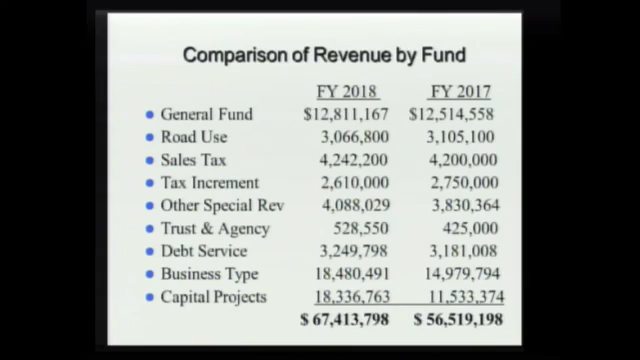 Comparison of Revenue by Fund
FY 2018 FY 2017
• General Fund $12,811,167 $12,514,558
• Road Use 3,066,800 3,105,100
• Sales Tax 4,242,200 4,200,000
• Tax Increment 2,610,000 2,750,000
• Other Special Rev 4,088,029 3,830,364
• Trust & Agency 528,550 425,000
• Debt Service 3,249,798 3,181,008
• Business Type 18,480,491 14,979,794
• Capital Projects 18,336,763 11,533,374
$ 67,413,798 $ 56,519,198